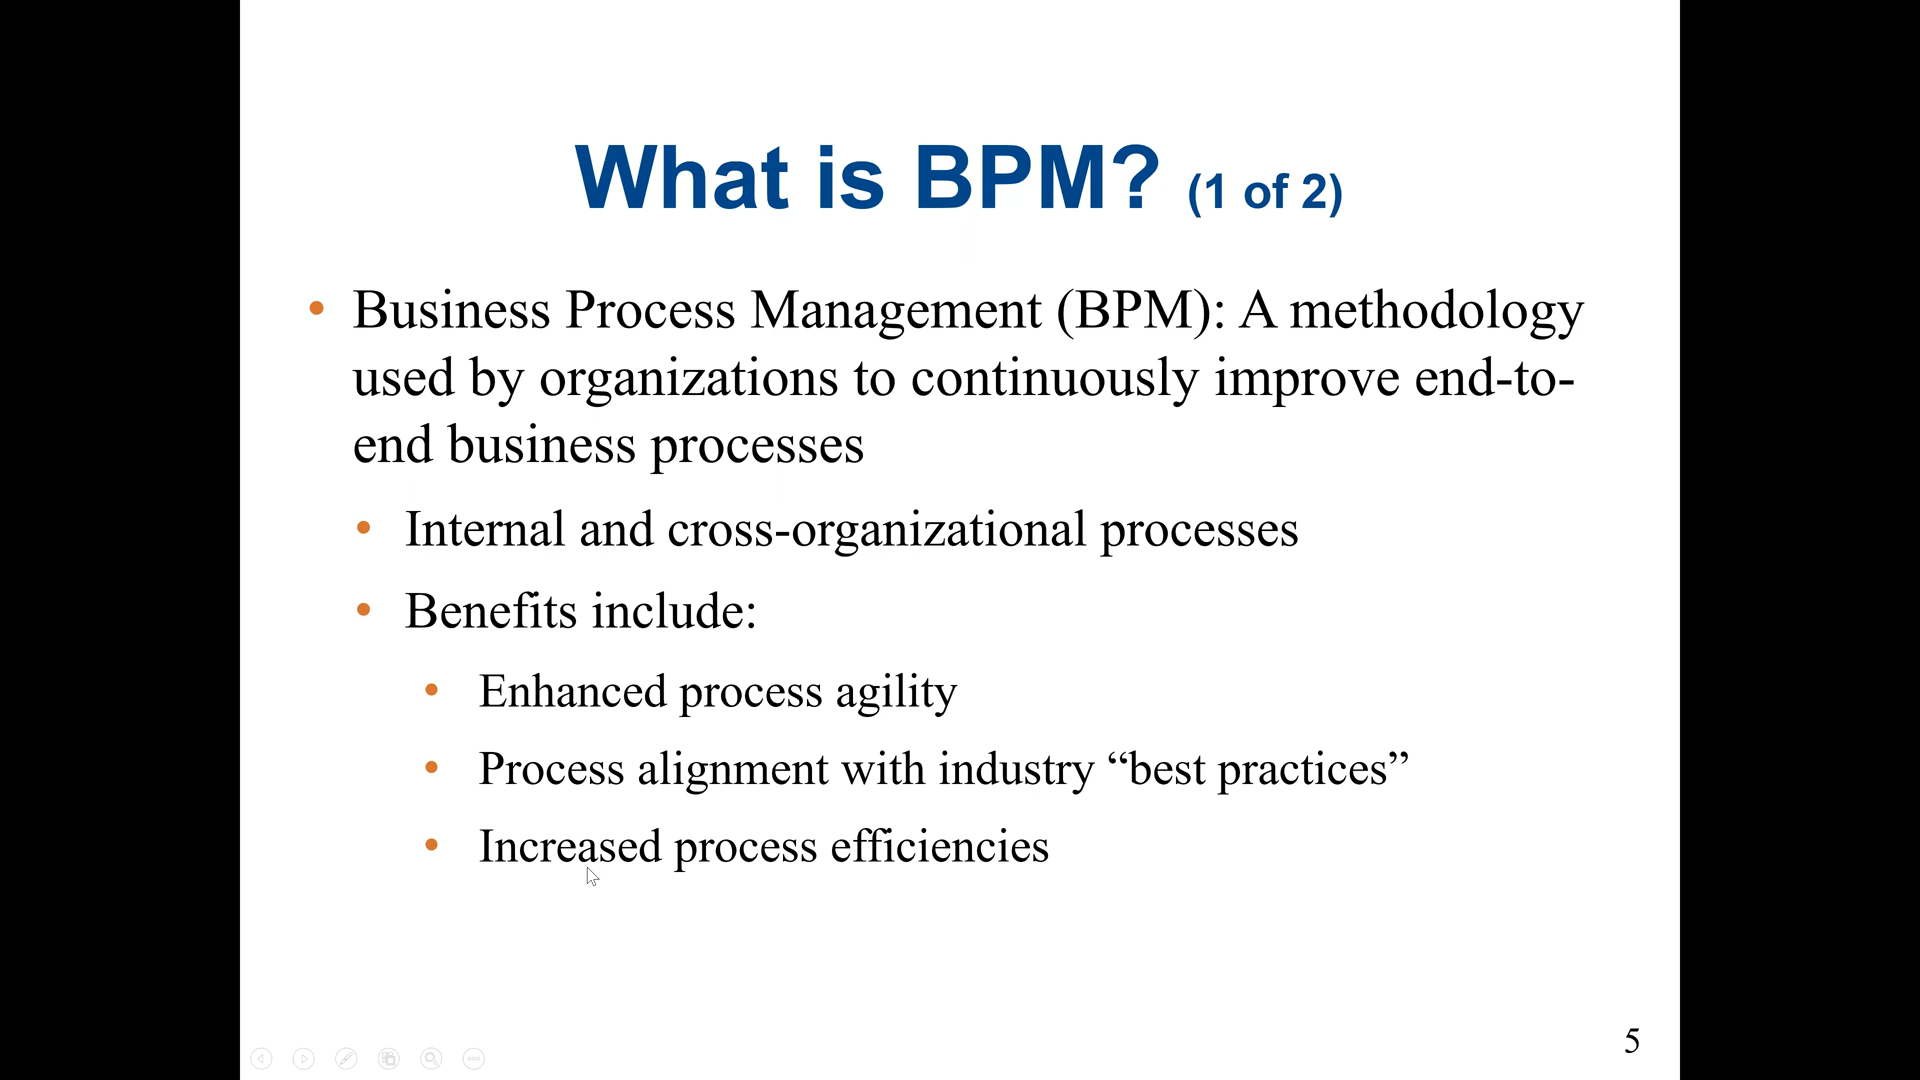 What is BPM? (1 of 2)
• Business Process Management (BPM): A methodology
used by organizations to continuously improve end-to-
end business processes
• Internal and cross-organizational processes
• Benefits include:
• Enhanced process agility
• Process alignment with industry “best practices”
• Increased process efficiencies
5